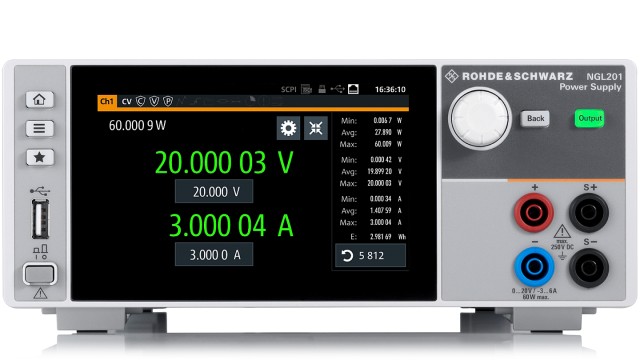 SCPI 16:36:10
Ch1 CV C V P
60.000 9 W
20.000 03 V
20.000 V
3.000 04 A
3.000 0 A
Min: 0.006 7 W
Avg: 27.890 W
Max: 60.009 W
Min: 0.000 42 V
Avg: 19.899 20 V
Max: 20.000 03 V
Min: 0.000 34 A
Avg: 1.407 59 A
Max: 3.000 04 A
E: 2.981 69 Wh
5 812
ROHDE & SCHWARZ NGL201
Power Supply
Back
Output
+ S+
max.
250V DC
- S-
0...20V / -3...6A
60W max.